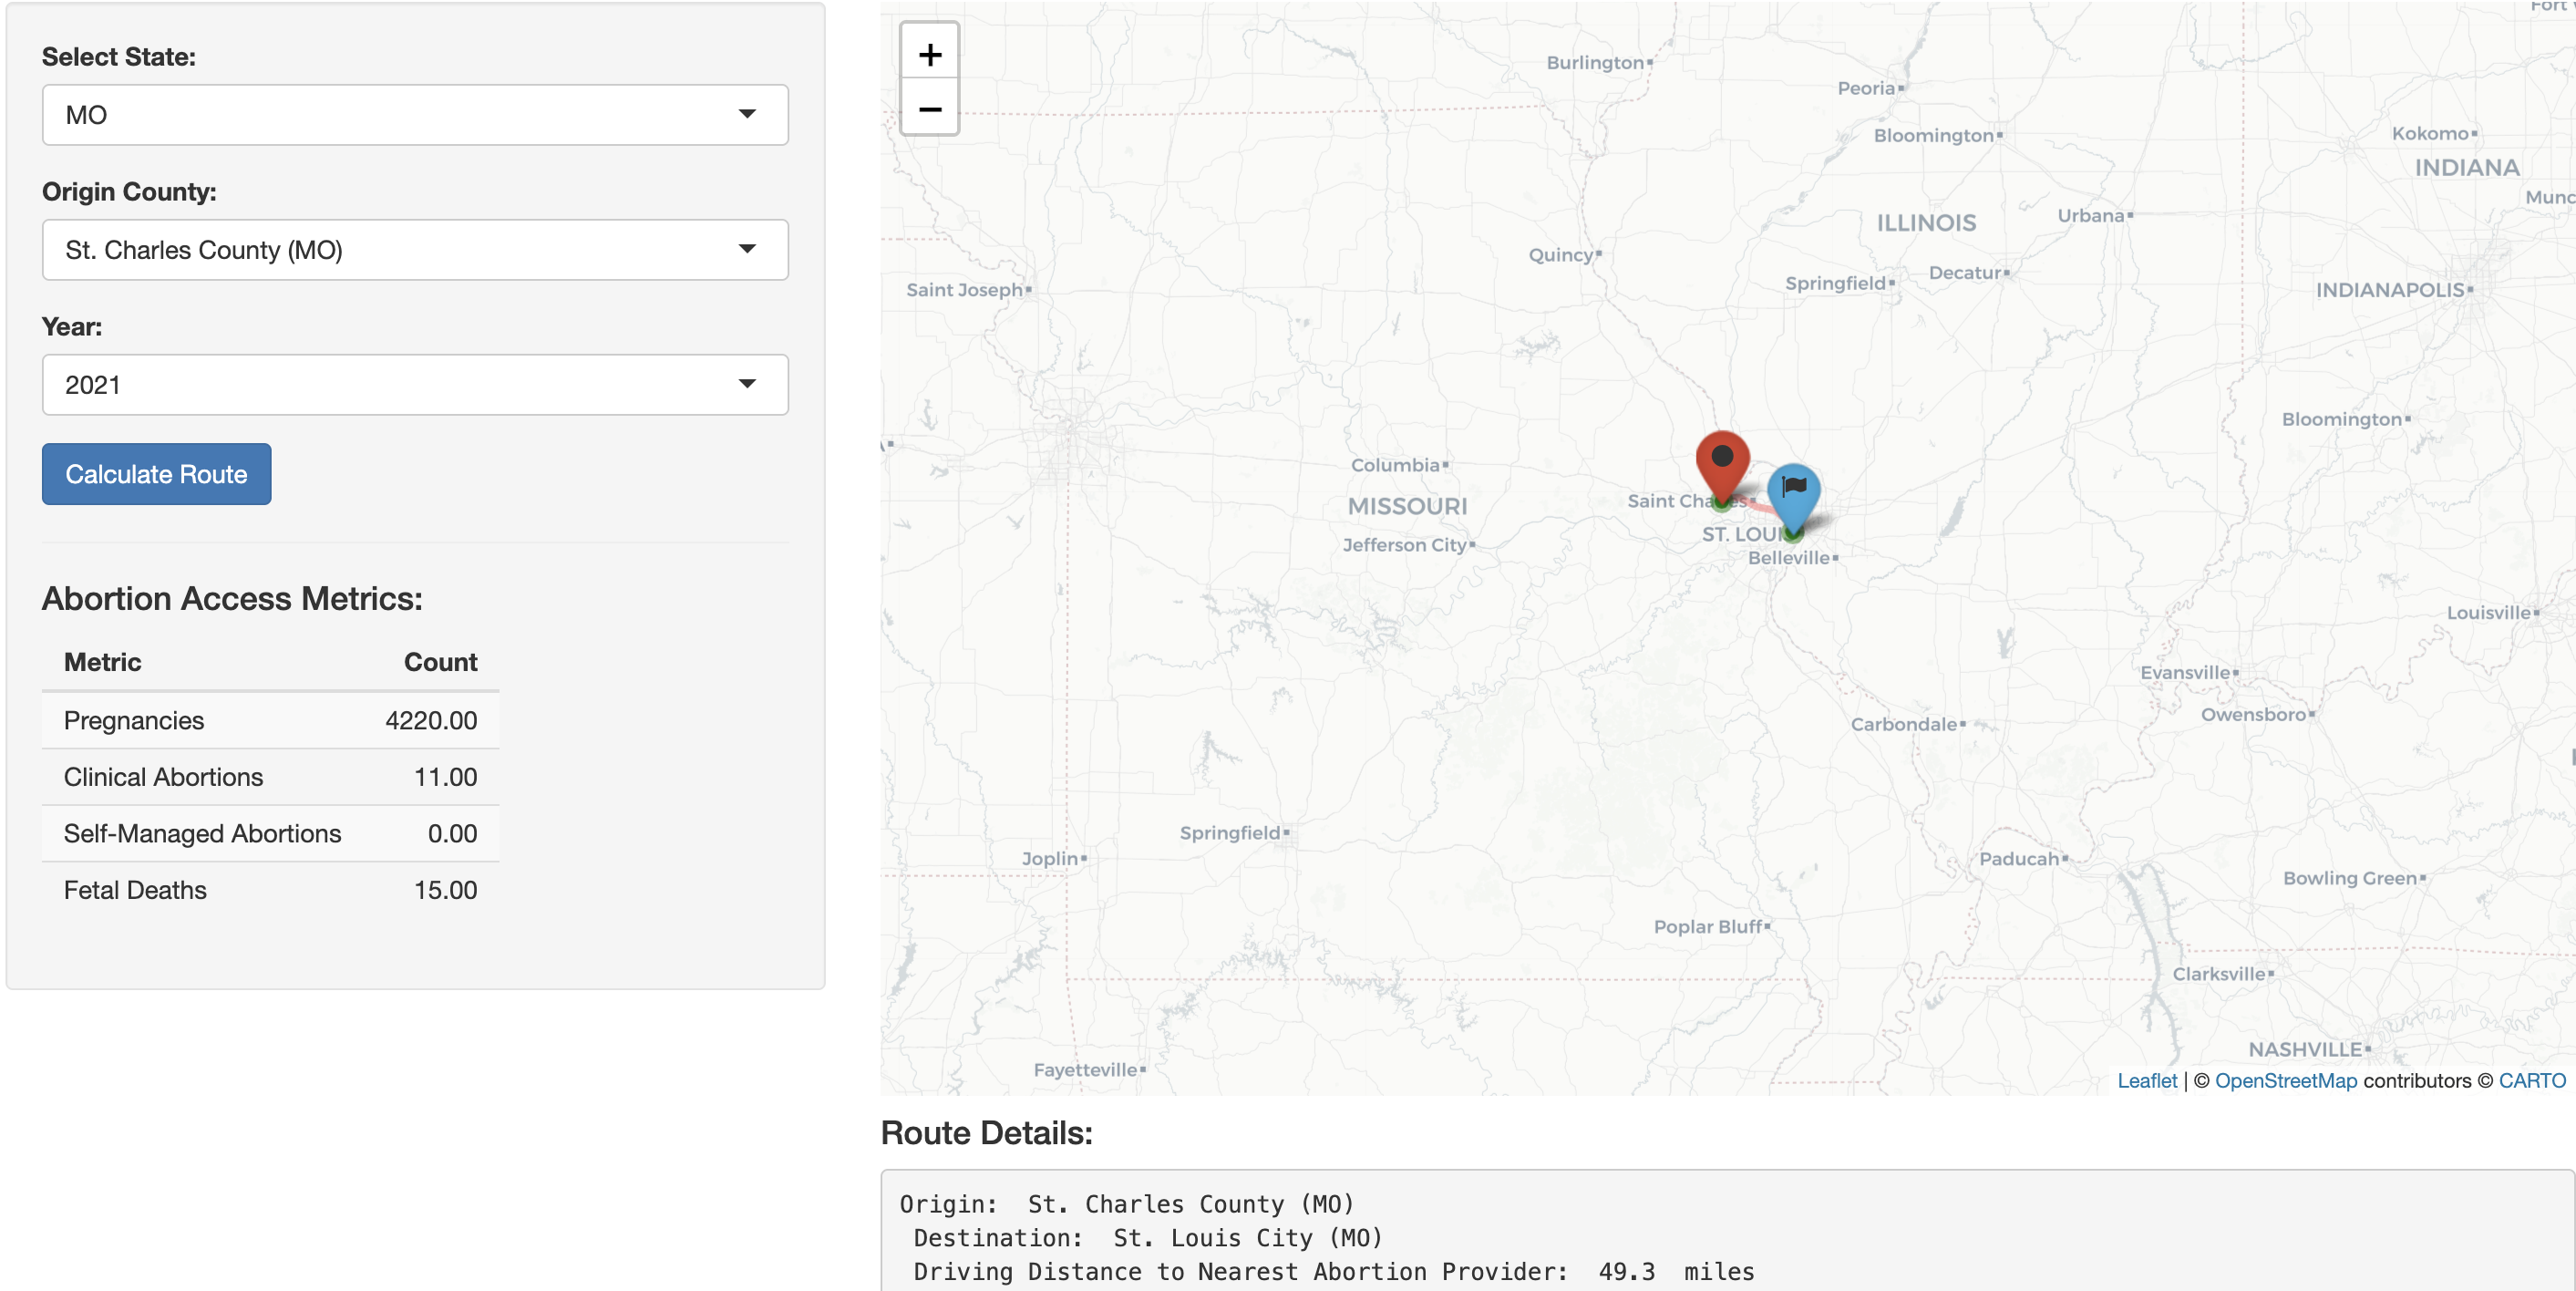 Select State:
MO
Origin County:
St. Charles County (MO)
Year:
2021
Calculate Route
Abortion Access Metrics:
Metric Count
Pregnancies 4220.00
Clinical Abortions 11.00
Self-Managed Abortions 0.00
Fetal Deaths 15.00
+
−
Burlington
Peoria
Bloomington
Kokomo
INDIANA
Munc
ILLINOIS
Urbana
Quincy
Springfield
Decatur
Saint Joseph
INDIANAPOLIS
Bloomington
Columbia
MISSOURI
Saint Cha es
ST. LOUI
Jefferson City
Belleville
Louisville
Evansville
Owensboro
Carbondale
Springfield
Joplin
Paducah
Bowling Green
Poplar Bluff
Clarksville
NASHVILLE
Fayetteville
Leaflet | © OpenStreetMap contributors © CARTO
Route Details:
Origin: St. Charles County (MO)
Destination: St. Louis City (MO)
Driving Distance to Nearest Abortion Provider: 49.3 miles